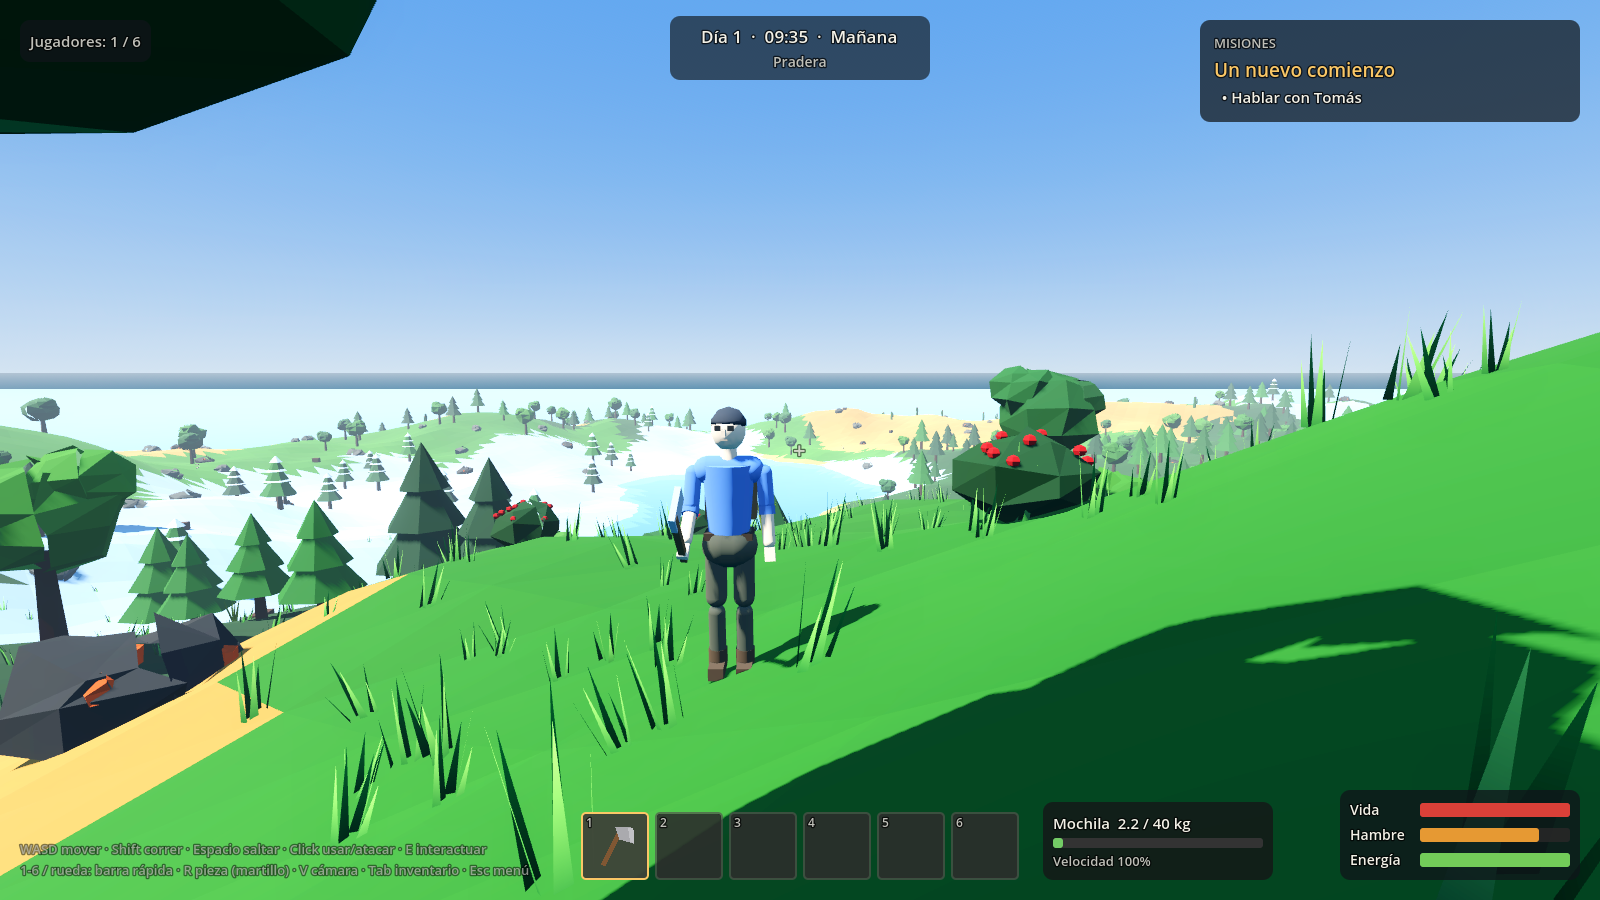 Jugadores: 1 / 6
Día 1 · 09:35 · Mañana
Pradera
MISIONES
Un nuevo comienzo
• Hablar con Tomás
WASD mover · Shift correr · Espacio saltar · Click usar/atacar · E interactuar
1-6 / rueda: barra rápida · R pieza (martillo) · V cámara · Tab inventario · Esc menú
1
2
3
4
5
6
Mochila 2.2 / 40 kg
Velocidad 100%
Vida
Hambre
Energía